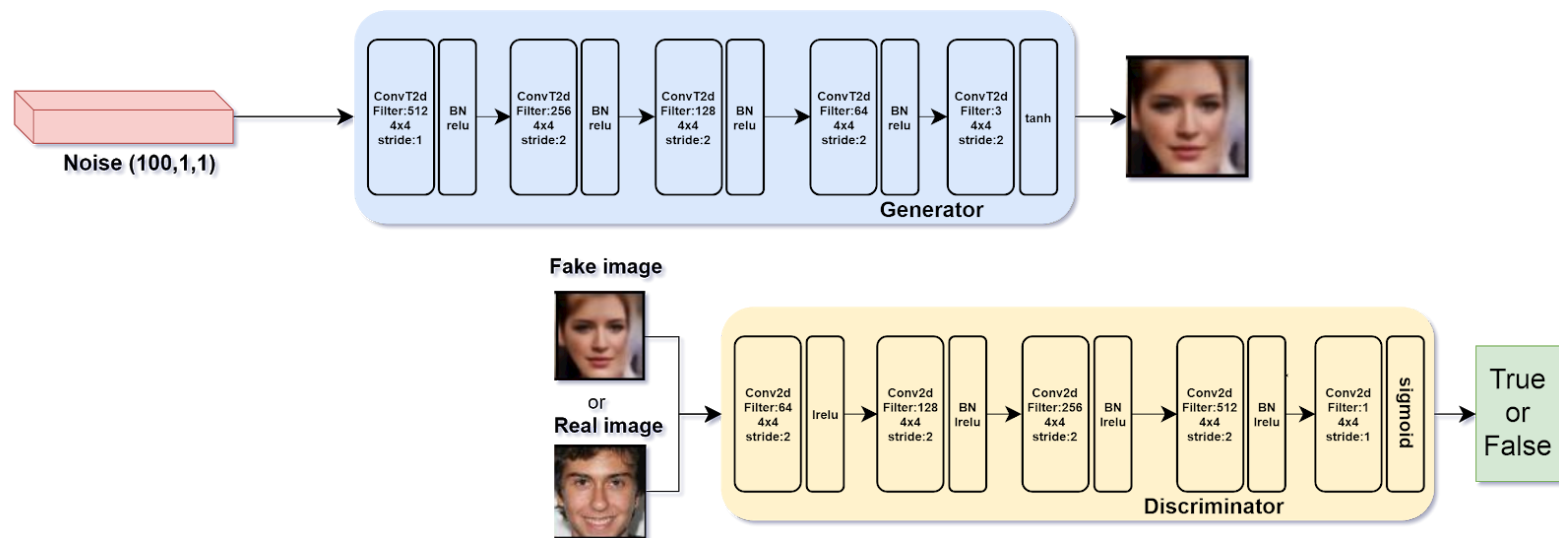 Noise (100,1,1)
ConvT2d
Filter:512
4x4
stride:1
BN
relu
ConvT2d
Filter:256
4x4
stride:2
BN
relu
ConvT2d
Filter:128
4x4
stride:2
BN
relu
ConvT2d
Filter:64
4x4
stride:2
BN
relu
ConvT2d
Filter:3
4x4
stride:2
tanh
Generator
Fake image
or
Real image
Conv2d
Filter:64
4x4
stride:2
lrelu
Conv2d
Filter:128
4x4
stride:2
BN
lrelu
Conv2d
Filter:256
4x4
stride:2
BN
lrelu
Conv2d
Filter:512
4x4
stride:2
BN
lrelu
Conv2d
Filter:1
4x4
stride:1
sigmoid
Discriminator
True
or
False